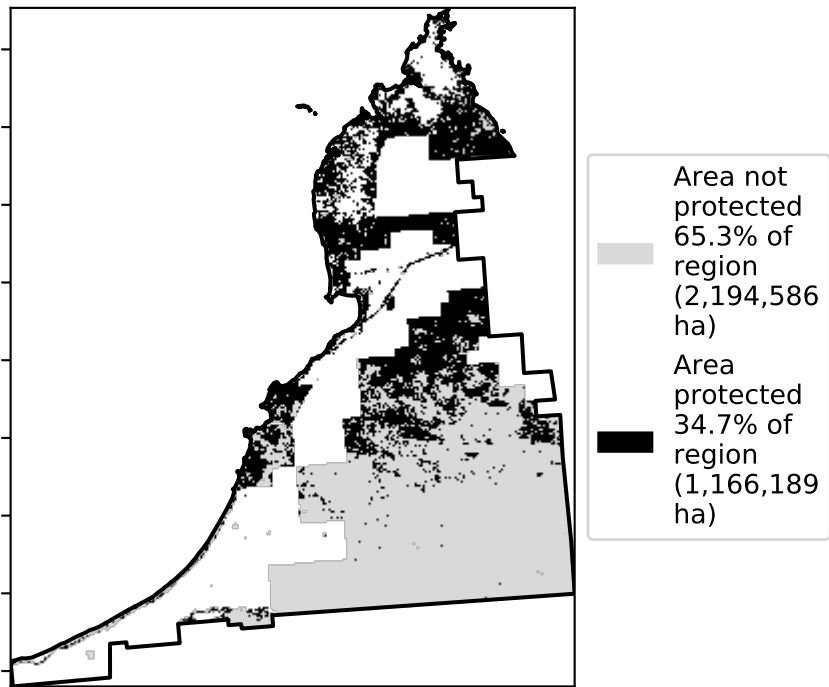 Area not
protected
65.3% of
region
(2,194,586
ha)
Area
protected
34.7% of
region
(1,166,189
ha)